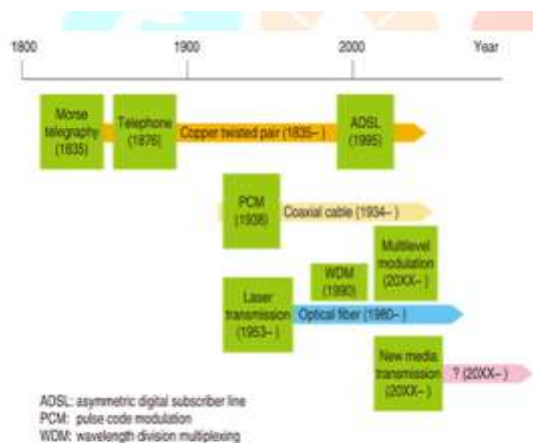 1800 1900 2000 Year
Morse
telegraphy
(1835)
Telephone
(1876)
Copper twisted pair (1835– )
ADSL
(1995)
PCM
(1938)
Coaxial cable (1934– )
Multilevel
modulation
(20XX– )
WDM
(1990)
Laser
transmission
(1953– )
Optical fiber (1980– )
New media
transmission
(20XX– )
? (20XX– )
ADSL: asymmetric digital subscriber line
PCM: pulse code modulation
WDM: wavelength division multiplexing